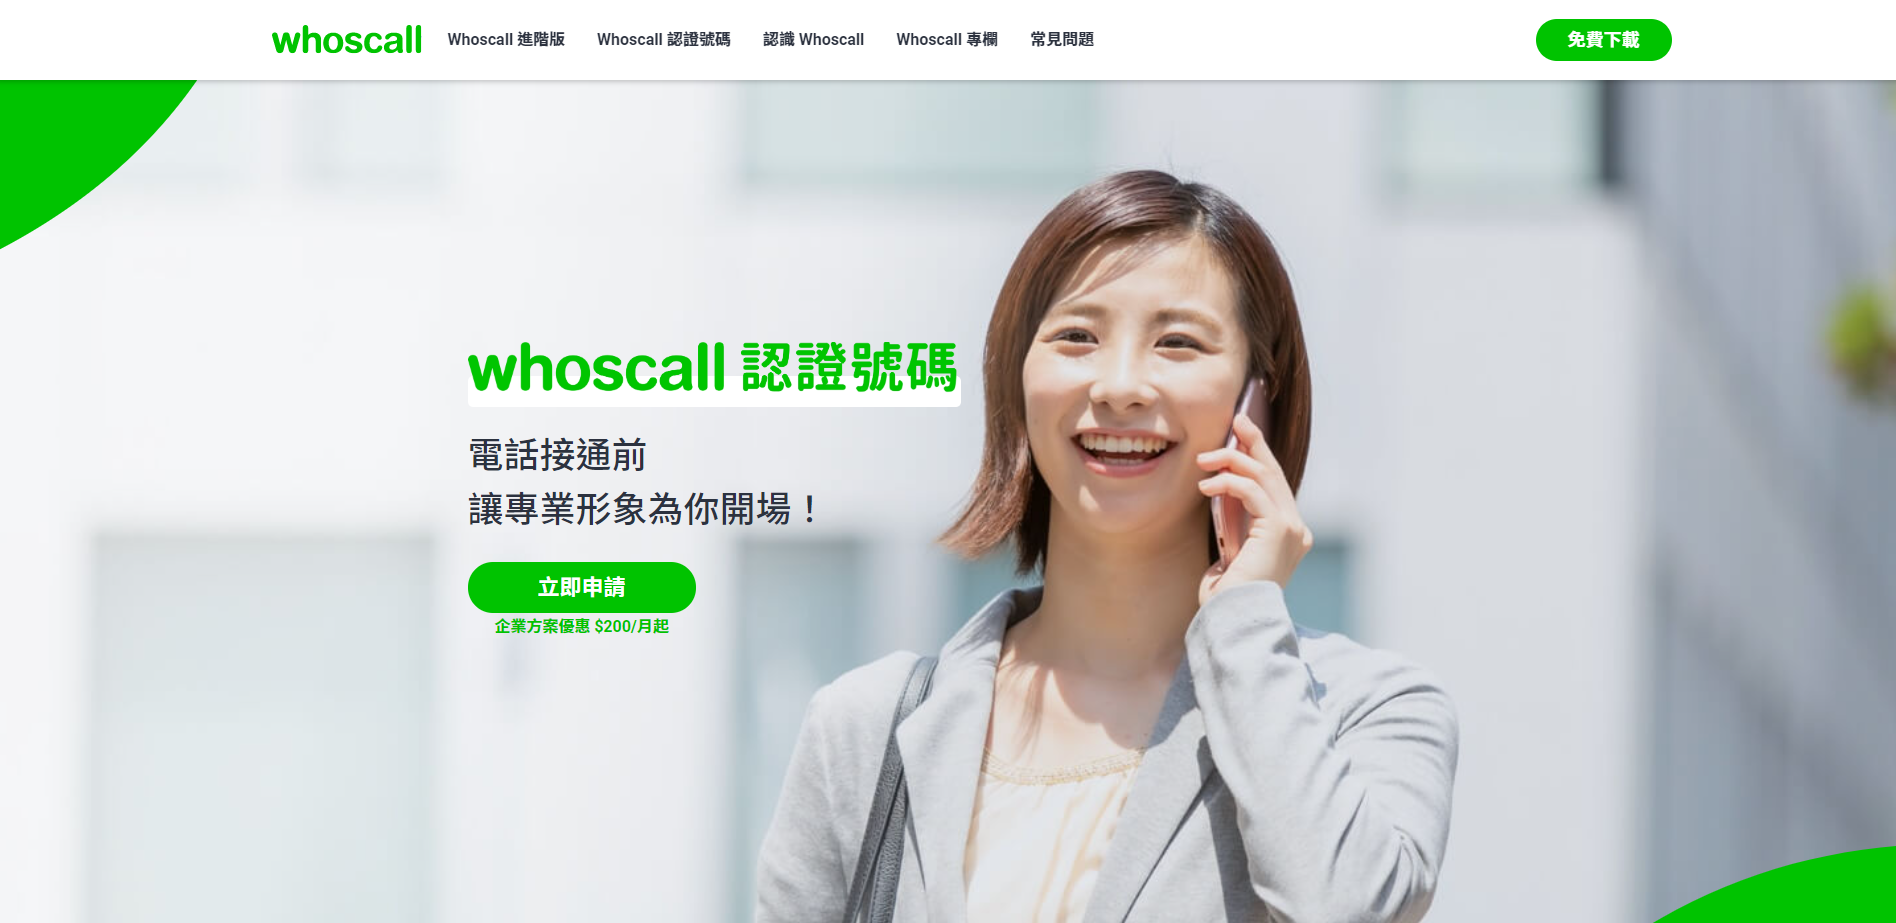 whoscall
Whoscall 進階版
Whoscall 認證號碼
認識 Whoscall
Whoscall 專欄
常見問題
免費下載
whoscall 認證號碼
電話接通前
讓專業形象為你開場！
立即申請
企業方案優惠 $200/月起